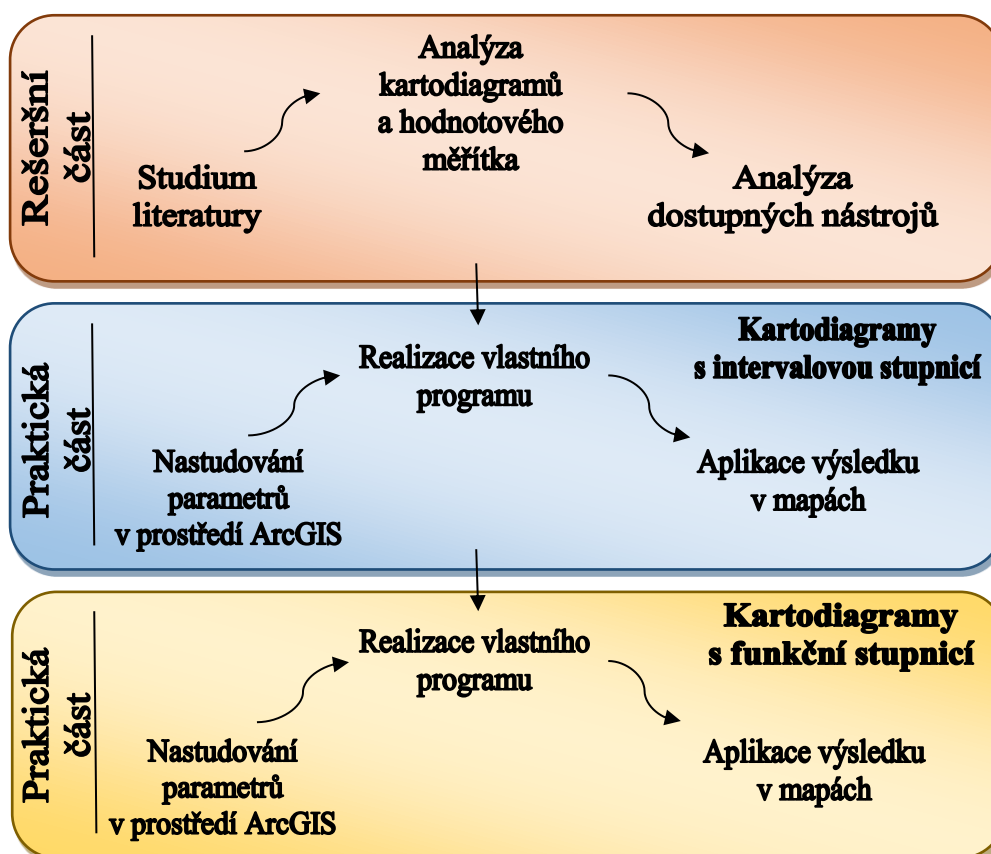 Rešeršní
část
Studium
literatury
Analýza
kartodiagramů
a hodnotového
měřítka
Analýza
dostupných nástrojů
Praktická
část
Kartodiagramy
s intervalovou stupnicí
Nastudování
parametrů
v prostředí ArcGIS
Realizace vlastního
programu
Aplikace výsledku
v mapách
Praktická
část
Kartodiagramy
s funkční stupnicí
Nastudování
parametrů
v prostředí ArcGIS
Realizace vlastního
programu
Aplikace výsledku
v mapách